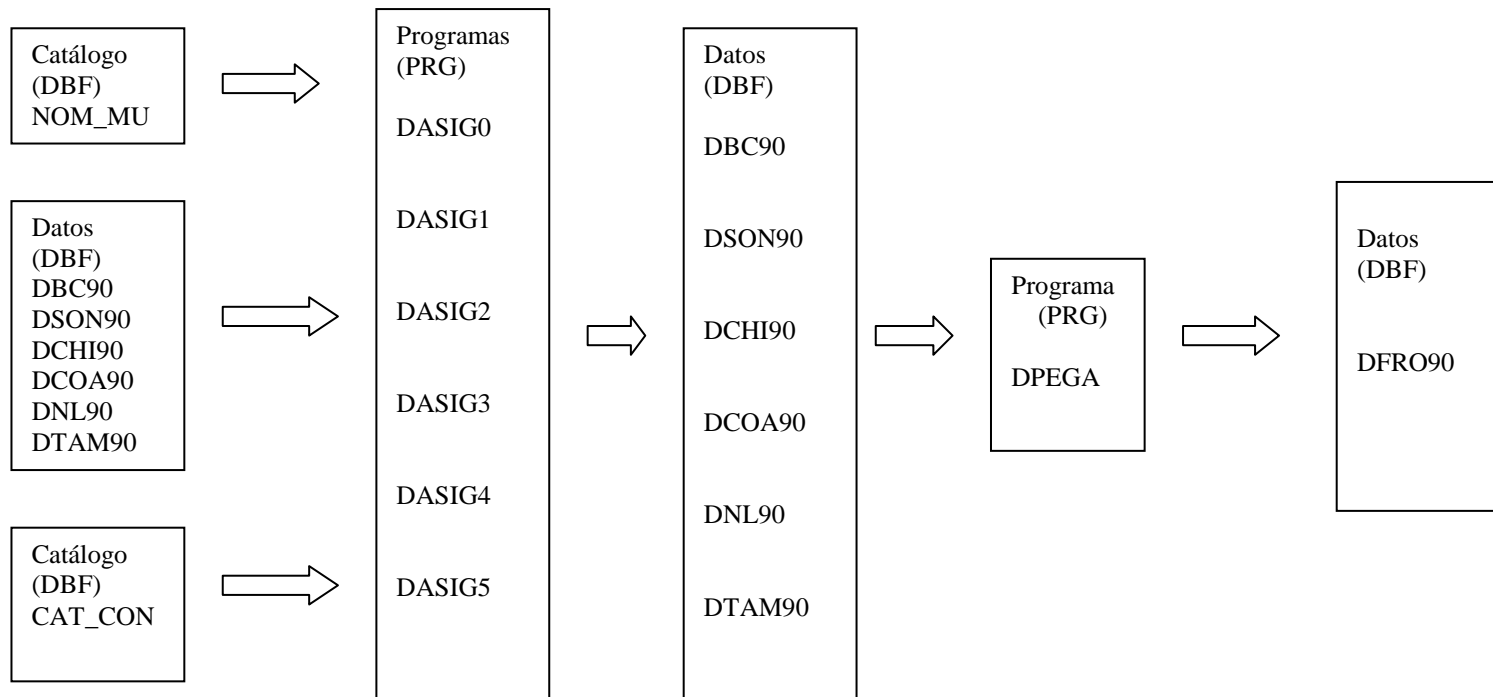 Catálogo
(DBF)
NOM_MU
Datos
(DBF)
DBC90
DSON90
DCHI90
DCOA90
DNL90
DTAM90
Catálogo
(DBF)
CAT_CON
Programas
(PRG)
DASIG0
DASIG1
DASIG2
DASIG3
DASIG4
DASIG5
Datos
(DBF)
DBC90
DSON90
DCHI90
DCOA90
DNL90
DTAM90
Programa
(PRG)
DPEGA
Datos
(DBF)
DFRO90